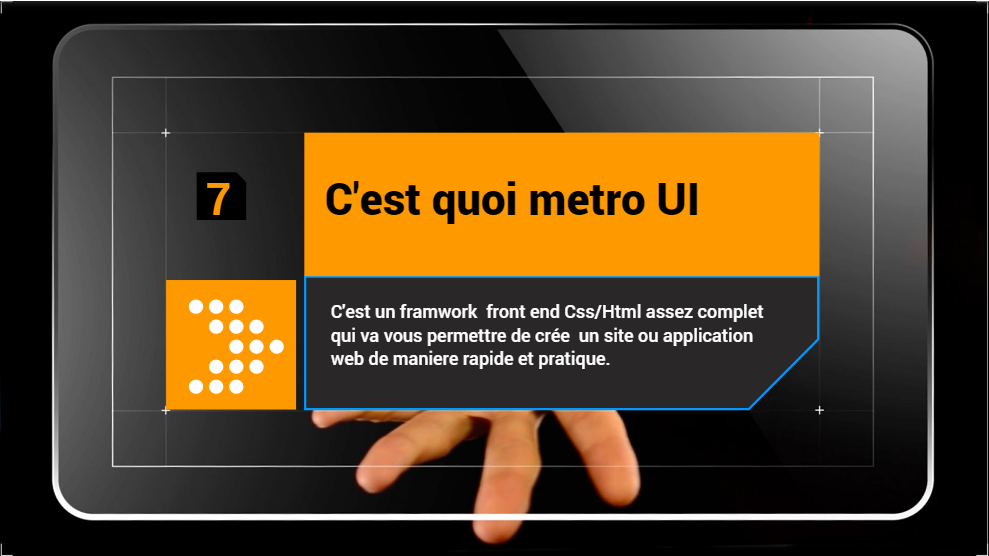 7
C'est quoi metro UI
C'est un framwork  front end Css/Html assez complet
qui va vous permettre de crée  un site ou application
web de maniere rapide et pratique.